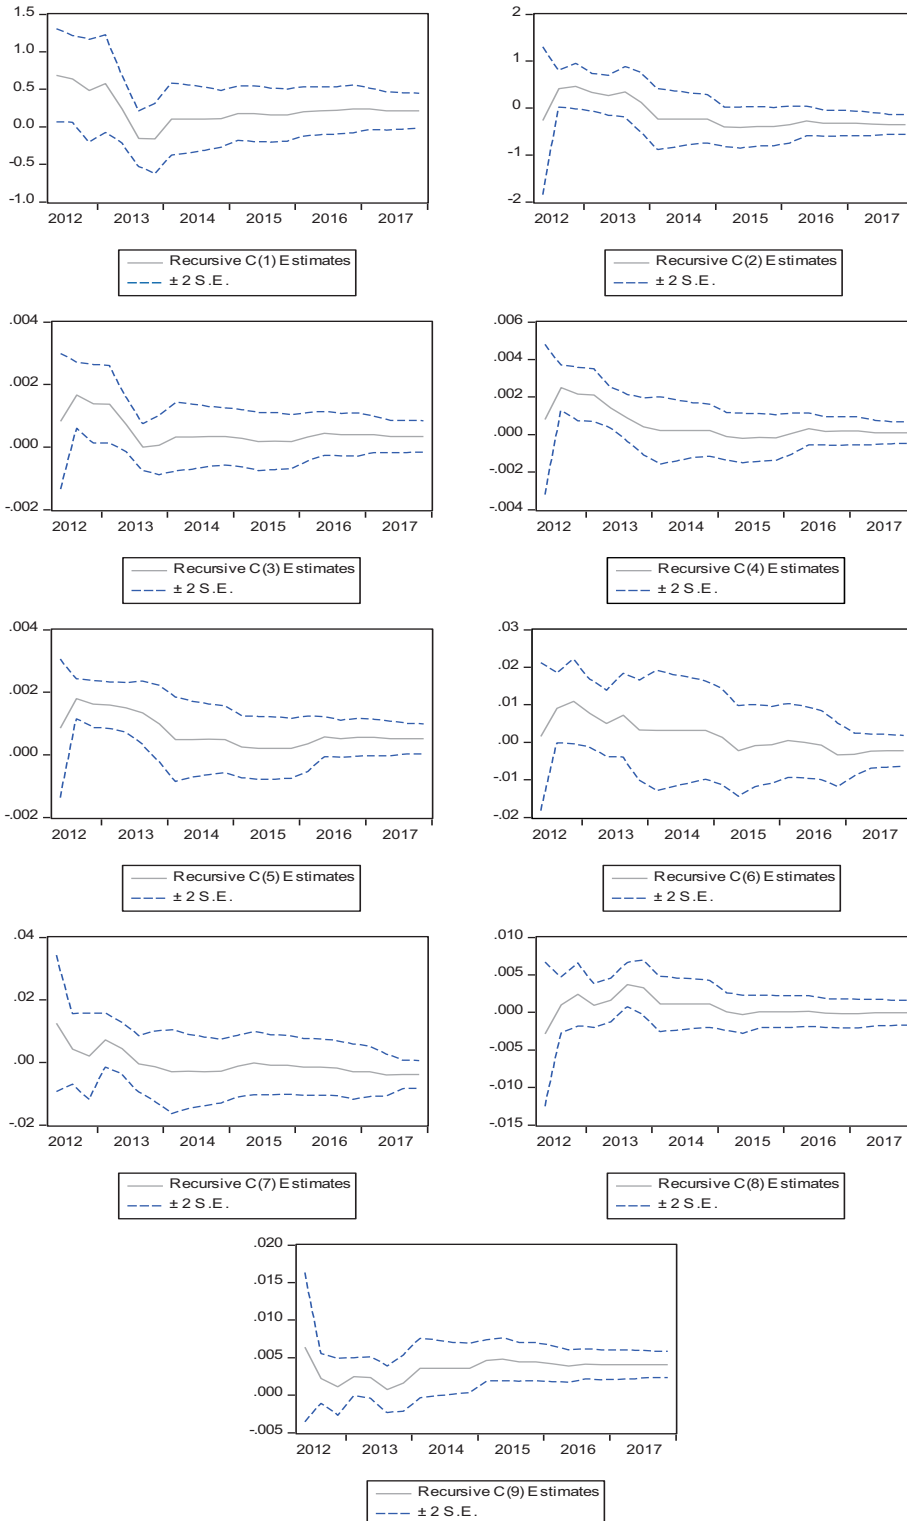 1.5
1.0
0.5
0.0
-0.5
-1.0
2012 2013 2014 2015 2016 2017
Recursive C(1) Estimates
± 2 S.E.
2
1
0
-1
-2
2012 2013 2014 2015 2016 2017
Recursive C(2) Estimates
± 2 S.E.
.004
.002
.000
-.002
2012 2013 2014 2015 2016 2017
Recursive C(3) Estimates
± 2 S.E.
.006
.004
.002
.000
-.002
-.004
2012 2013 2014 2015 2016 2017
Recursive C(4) Estimates
± 2 S.E.
.004
.002
.000
-.002
2012 2013 2014 2015 2016 2017
Recursive C(5) Estimates
± 2 S.E.
.03
.02
.01
.00
-.01
-.02
2012 2013 2014 2015 2016 2017
Recursive C(6) Estimates
± 2 S.E.
.04
.02
.00
-.02
2012 2013 2014 2015 2016 2017
Recursive C(7) Estimates
± 2 S.E.
.010
.005
.000
-.005
-.010
-.015
2012 2013 2014 2015 2016 2017
Recursive C(8) Estimates
± 2 S.E.
.020
.015
.010
.005
.000
-.005
2012 2013 2014 2015 2016 2017
Recursive C(9) Estimates
± 2 S.E.